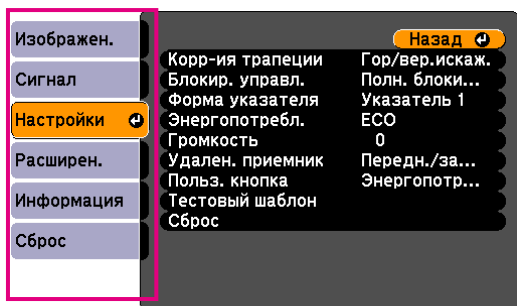 Изображен.
Сигнал
Настройки
Расширен.
Информация
Сброс
Назад
Корр-ия трапеции Гор/вер.искаж.
Блокир. управл. Полн. блоки...
Форма указателя Указатель 1
Энергопотребл. ECO
Громкость 0
Удален. приемник Передн./за...
Польз. кнопка Энергопотр...
Тестовый шаблон
Сброс